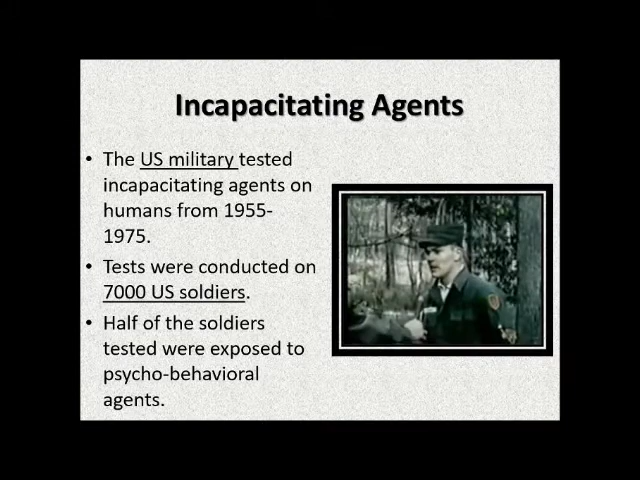 Incapacitating Agents
• The US military tested
incapacitating agents on
humans from 1955-
1975.
• Tests were conducted on
7000 US soldiers.
• Half of the soldiers
tested were exposed to
psycho-behavioral
agents.